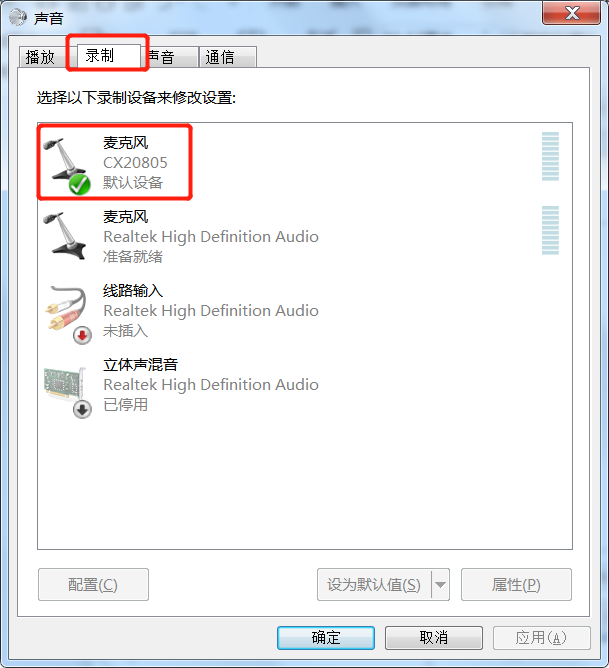 声音
播放 录制 声音 通信
选择以下录制设备来修改设置:
麦克风
CX20805
默认设备
麦克风
Realtek High Definition Audio
准备就绪
线路输入
Realtek High Definition Audio
未插入
立体声混音
Realtek High Definition Audio
已停用
配置(C) 设为默认值(S) 属性(P)
确定 取消 应用(A)